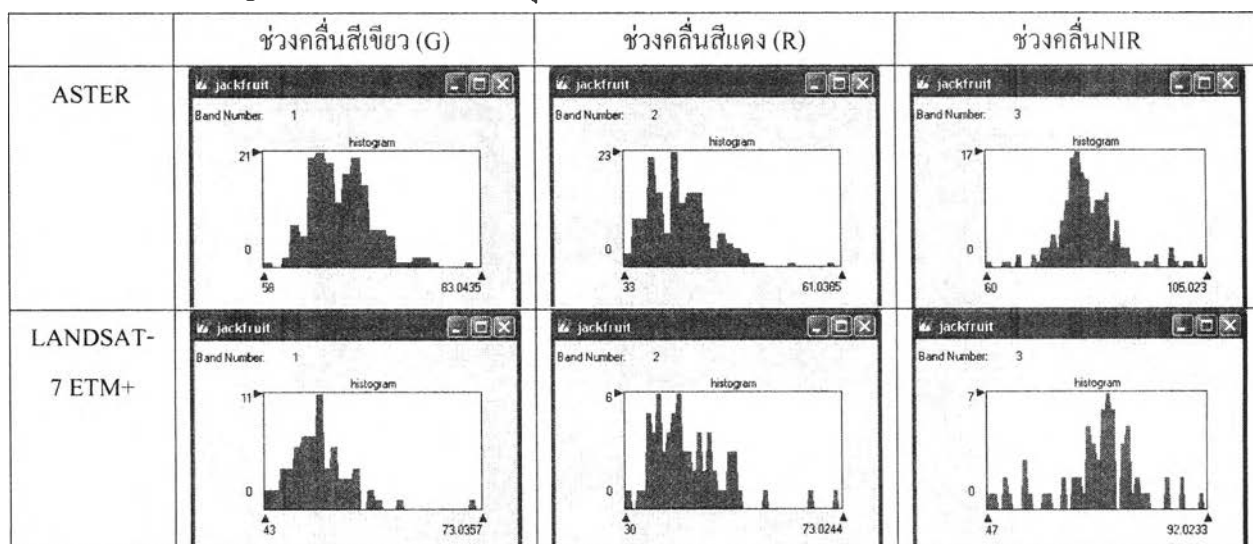 ช่วงคลื่นสีเขียว (G) ช่วงคลื่นสีแดง (R) ช่วงคลื่นNIR
ASTER
jackfruit
Band Number: 1
histogram
21
0
58 83.0435
jackfruit
Band Number: 2
histogram
23
0
33 61.0365
jackfruit
Band Number: 3
histogram
17
0
60 105.023
LANDSAT-
7 ETM+
jackfruit
Band Number: 1
histogram
11
0
43 73.0357
jackfruit
Band Number: 2
histogram
6
0
30 73.0244
jackfruit
Band Number: 3
histogram
7
0
47 92.0233